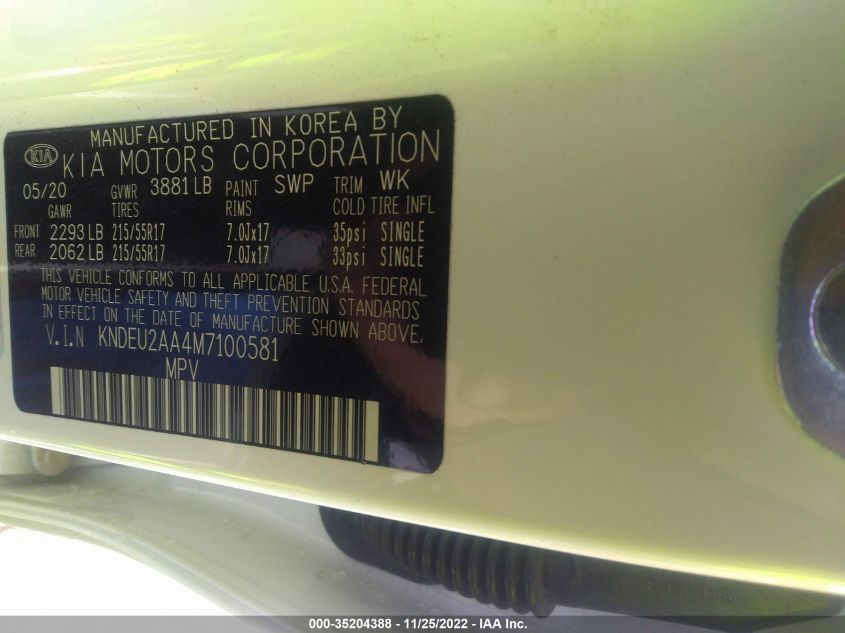 MANUFACTURED IN KOREA BY
KIA KIA MOTORS CORPORATION
05/20 GVWR 3881 LB PAINT SWP TRIM WK
GAWR TIRES RIMS COLD TIRE INFL
FRONT 2293 LB 215/55R17 7.0Jx17 35psi SINGLE
REAR 2062 LB 215/55R17 7.0Jx17 33psi SINGLE
THIS VEHICLE CONFORMS TO ALL APPLICABLE U.S.A. FEDERAL
MOTOR VEHICLE SAFETY AND THEFT PREVENTION STANDARDS
IN EFFECT ON THE DATE OF MANUFACTURE SHOWN ABOVE,
V.I.N KNDEU2AA4M7100581
MPV
000-35204388 - 11/25/2022 - IAA Inc.